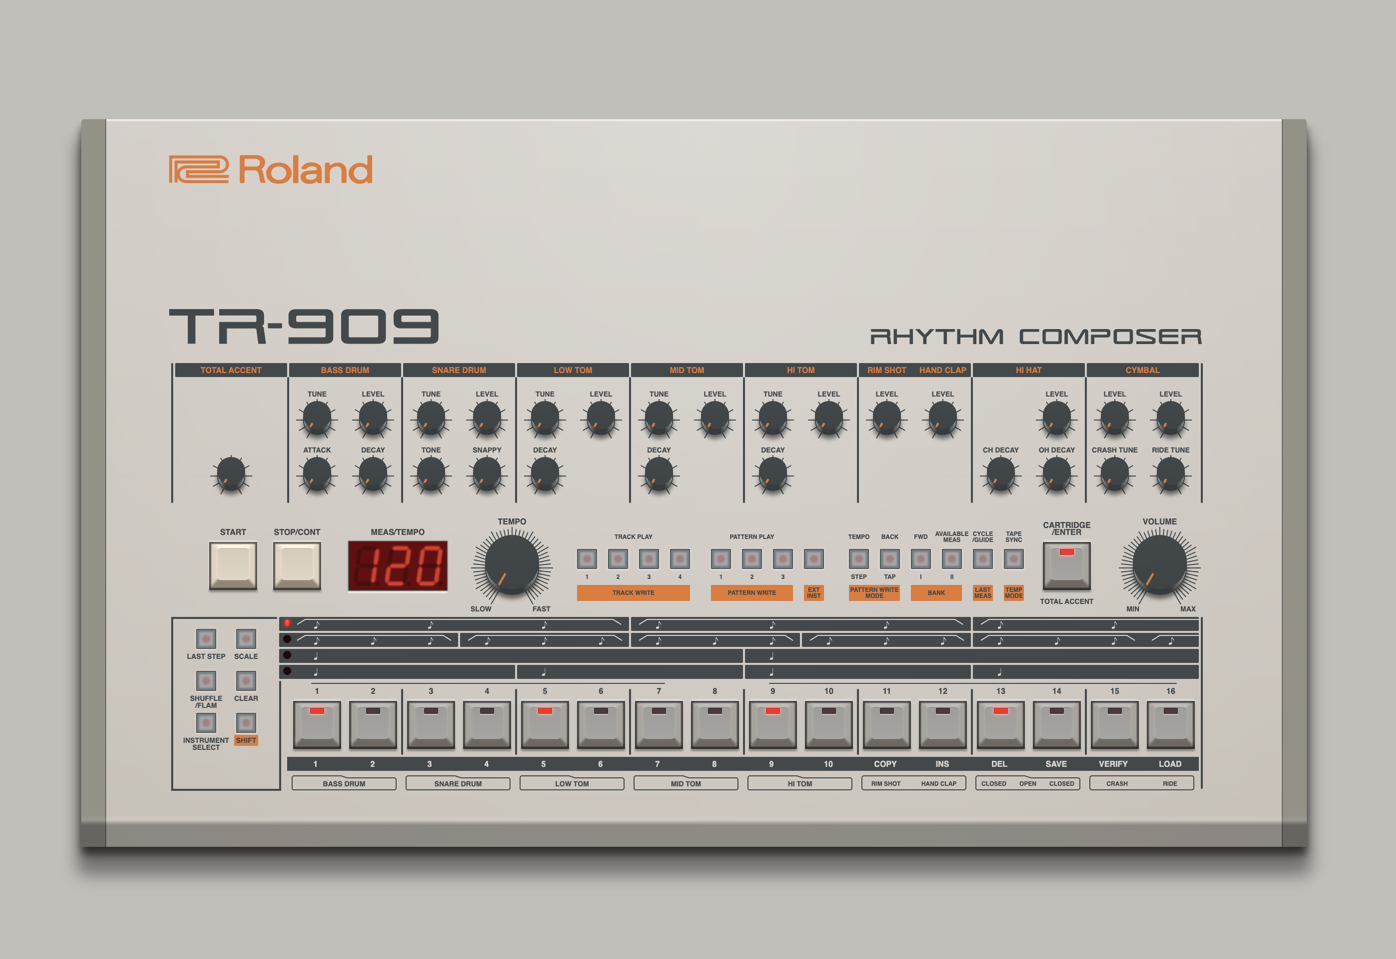 Roland
TR-909
RHYTHM COMPOSER
TOTAL ACCENT BASS DRUM SNARE DRUM LOW TOM MID TOM HI TOM RIM SHOT HAND CLAP HI HAT CYMBAL
TUNE LEVEL TUNE LEVEL TUNE LEVEL TUNE LEVEL TUNE LEVEL LEVEL LEVEL LEVEL LEVEL LEVEL
ATTACK DECAY TONE SNAPPY DECAY DECAY DECAY CH DECAY OH DECAY CRASH TUNE RIDE TUNE
START STOP/CONT MEAS/TEMPO
120
TEMPO
SLOW FAST
TRACK PLAY
1 2 3 4
TRACK WRITE
PATTERN PLAY
1 2 3
PATTERN WRITE
EXT
INST
TEMPO BACK
STEP TAP
PATTERN WRITE
MODE
FWD AVAILABLE
MEAS
I II
BANK
CYCLE
/GUIDE
LAST
MEAS
TAPE
SYNC
TEMP
MODE
CARTRIDGE
/ENTER
TOTAL ACCENT
VOLUME
MIN MAX
LAST STEP SCALE
SHUFFLE
/FLAM
CLEAR
INSTRUMENT
SELECT
SHIFT
1 2 3 4 5 6 7 8 9 10 11 12 13 14 15 16
1 2 3 4 5 6 7 8 9 10 COPY INS DEL SAVE VERIFY LOAD
BASS DRUM SNARE DRUM LOW TOM MID TOM HI TOM RIM SHOT HAND CLAP CLOSED OPEN CLOSED CRASH RIDE